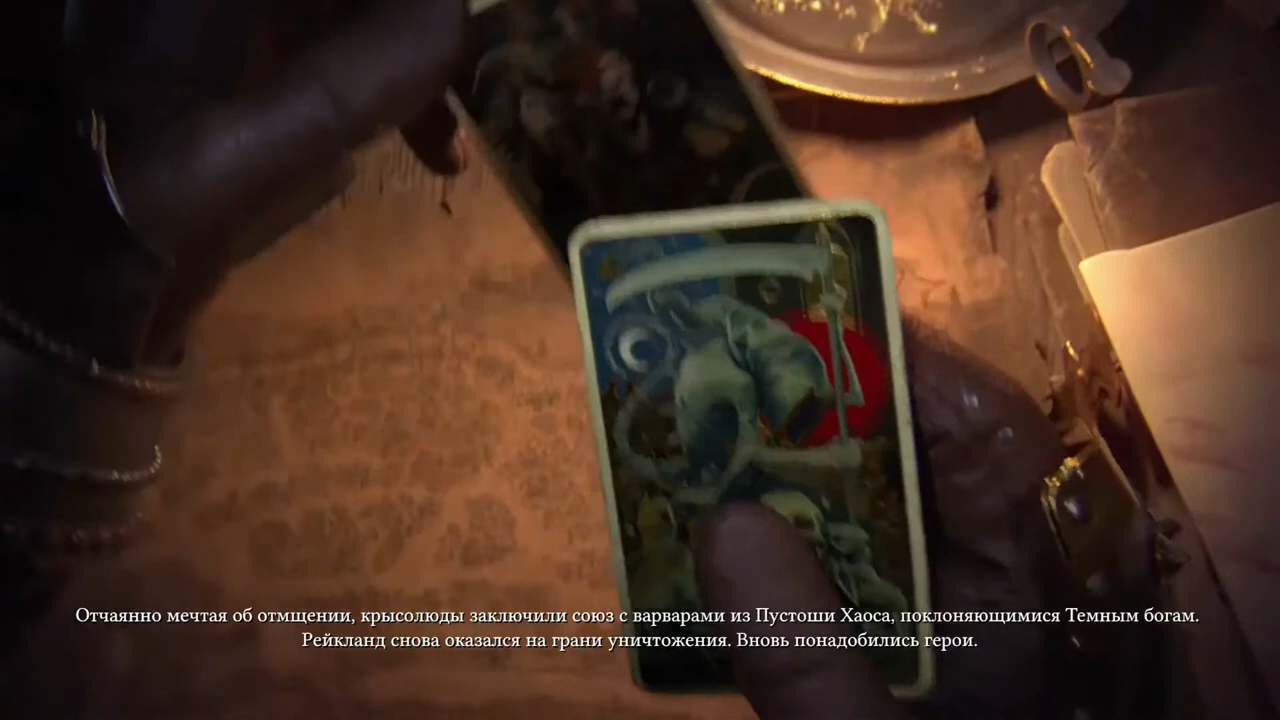 Отчаянно мечтая об отмщении, крысолюды заключили союз с варварами из Пустоши Хаоса, поклоняющимися Темным богам.
Рейкланд снова оказался на грани уничтожения. Вновь понадобились герои.